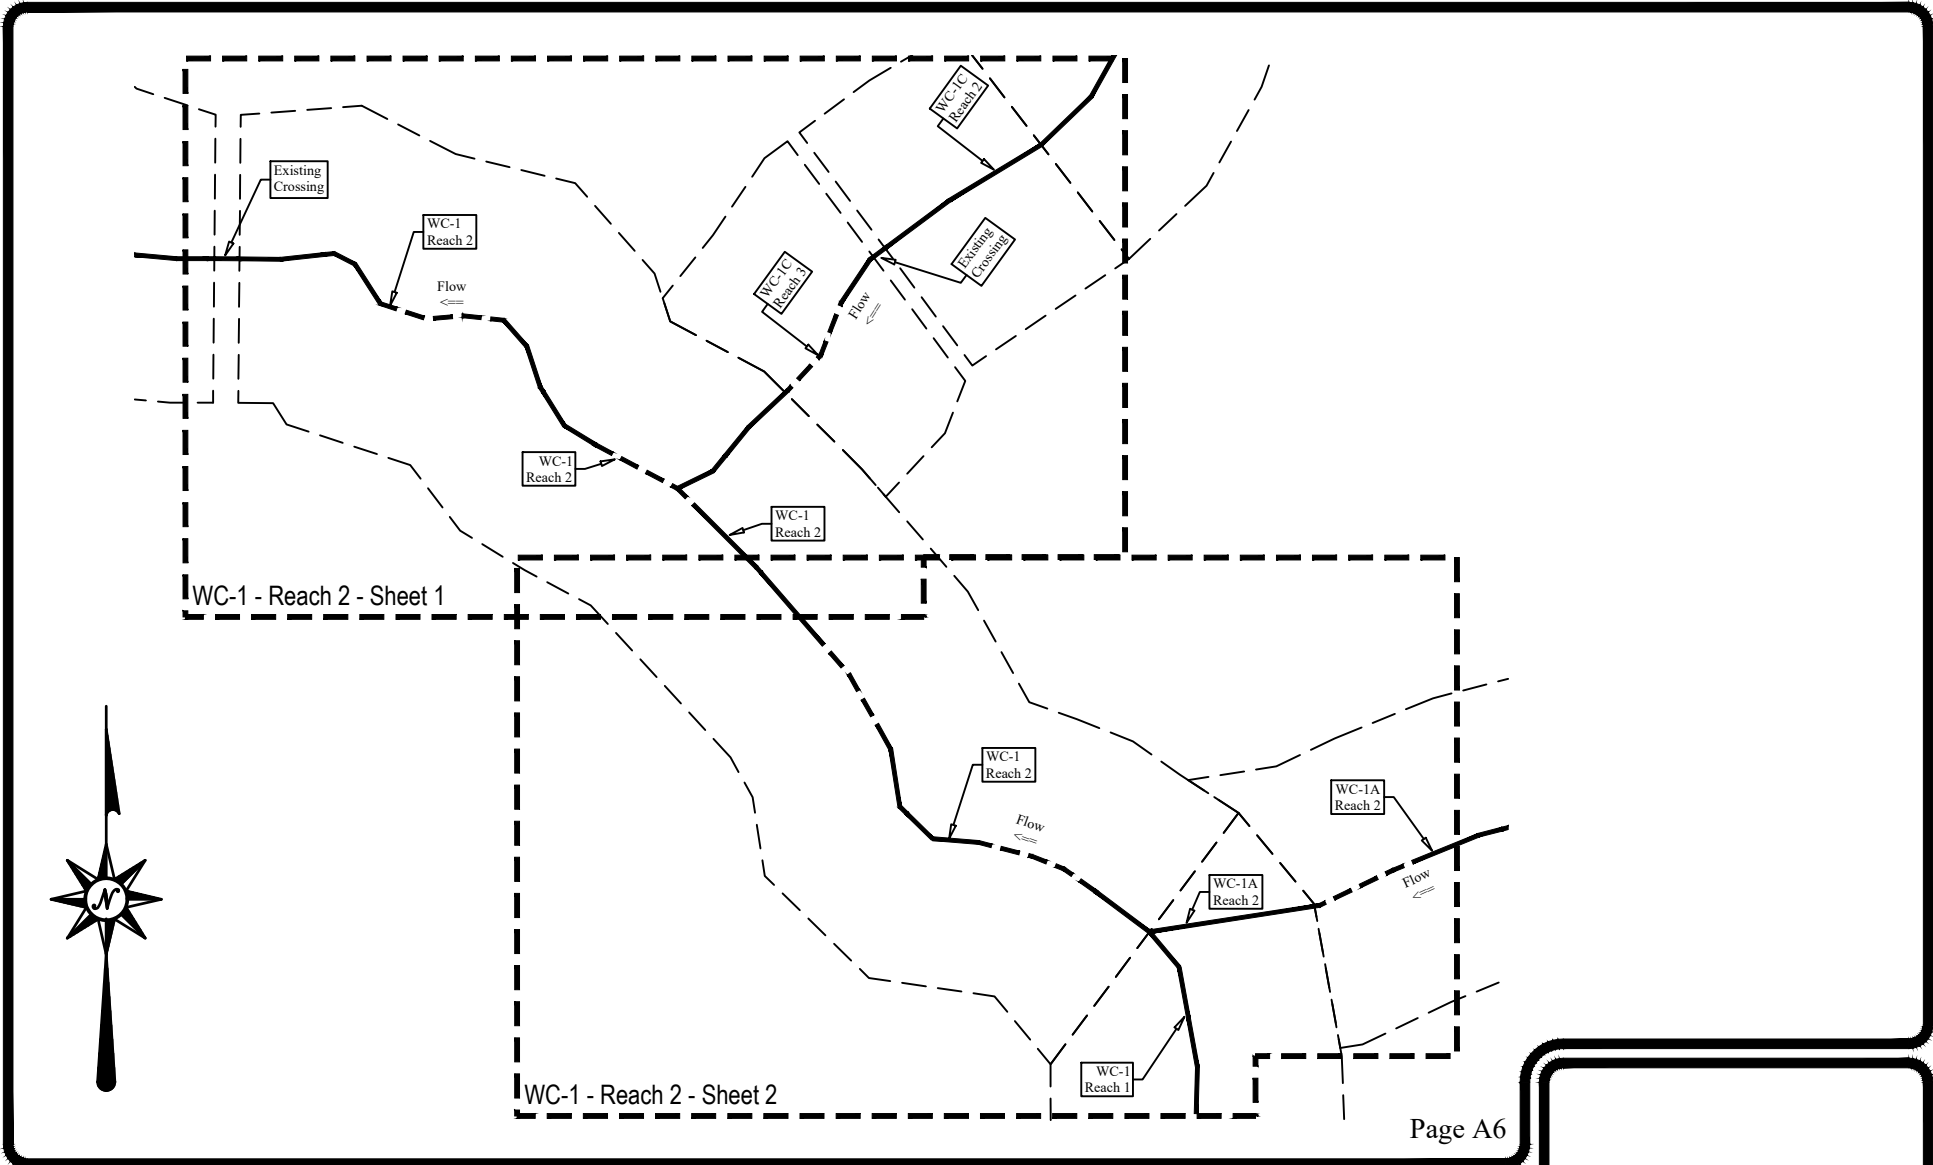 WC-1C
Reach 2
Existing
Crossing
WC-1
Reach 2
Existing
Crossing
WC-1C
Reach 3
Flow
Flow
WC-1
Reach 2
WC-1
Reach 2
WC-1 - Reach 2 - Sheet 1
WC-1
Reach 2
WC-1A
Reach 2
Flow
Flow
WC-1A
Reach 2
N
WC-1
Reach 1
WC-1 - Reach 2 - Sheet 2
Page A6